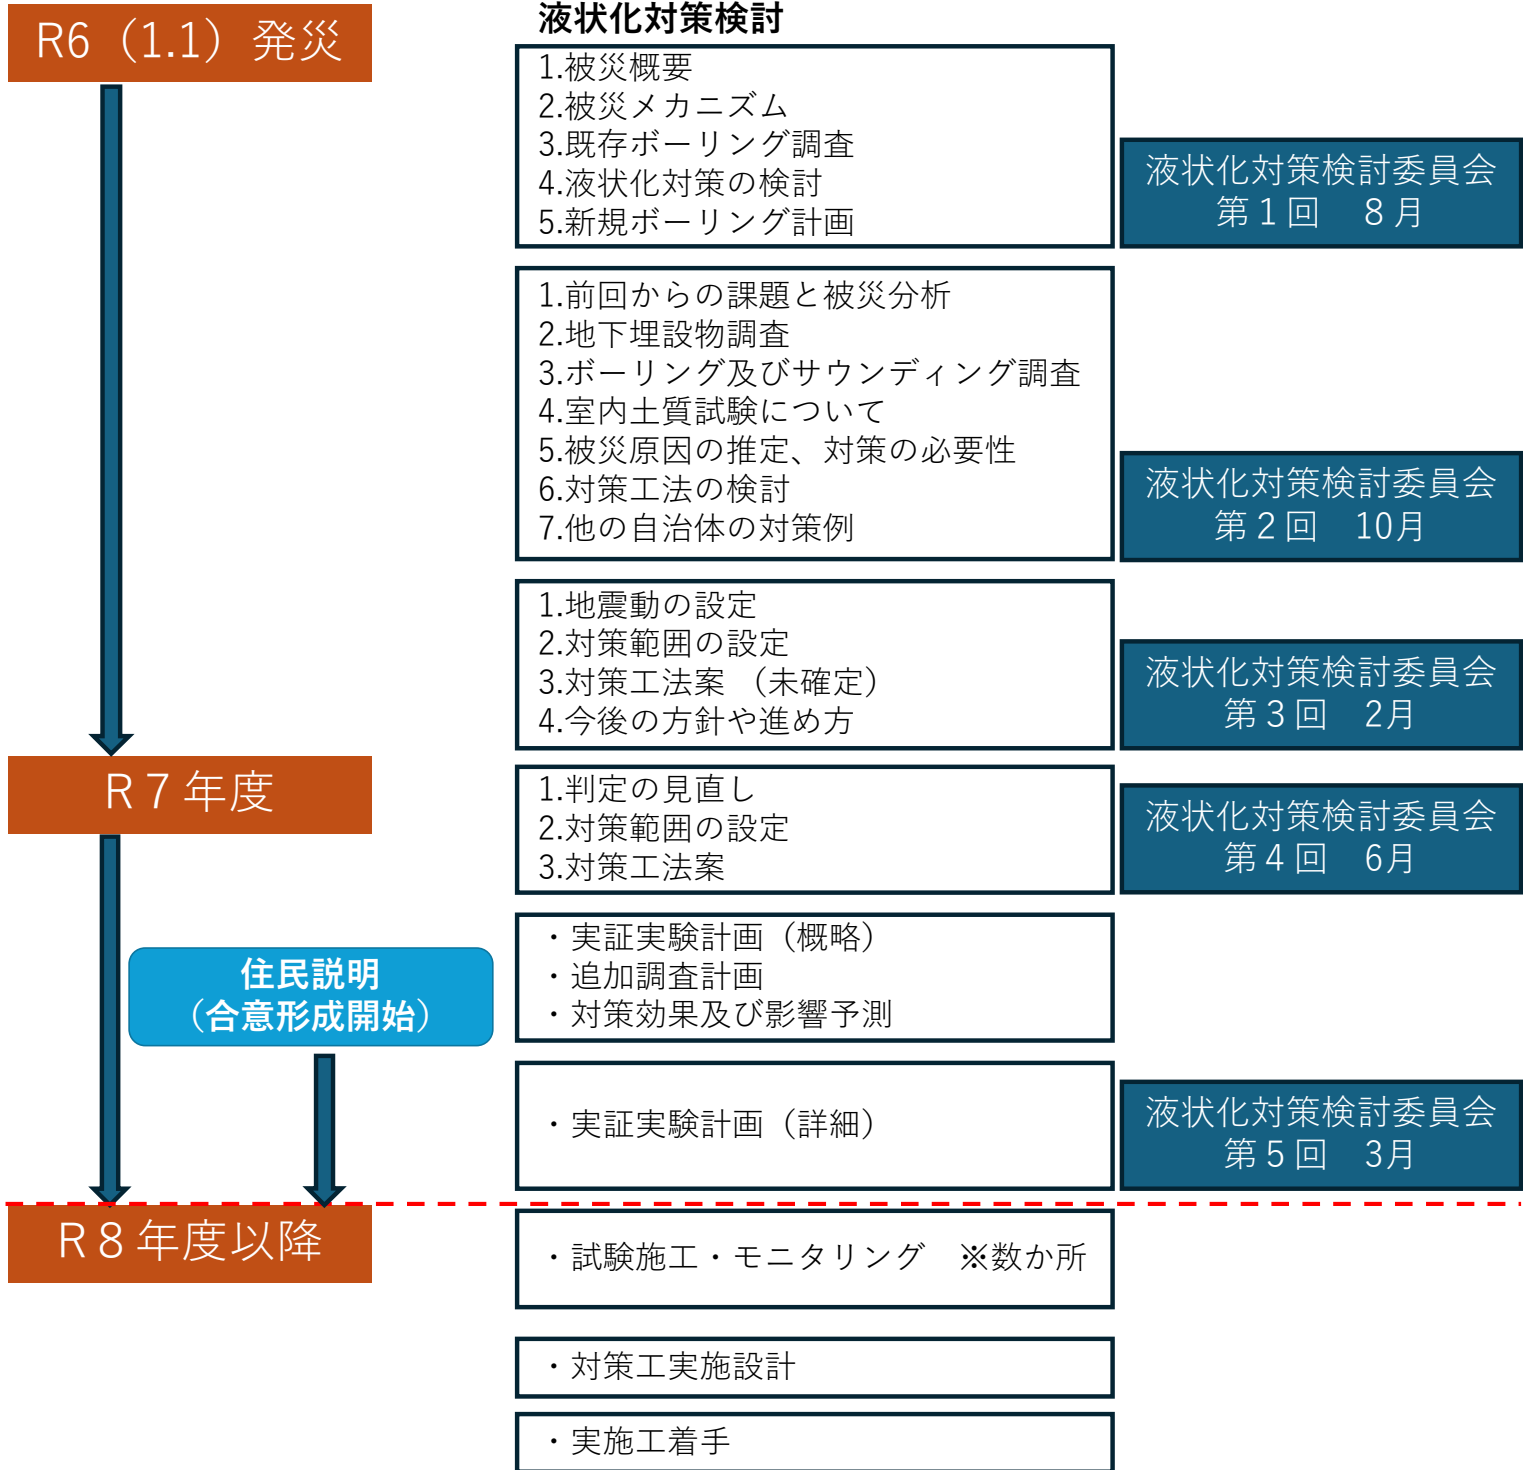 液状化対策検討
R6（1.1）発災
1.被災概要
2.被災メカニズム
3.既存ボーリング調査
4.液状化対策の検討
5.新規ボーリング計画
液状化対策検討委員会
第１回　８月
1.前回からの課題と被災分析
2.地下埋設物調査
3.ボーリング及びサウンディング調査
4.室内土質試験について
5.被災原因の推定、対策の必要性
6.対策工法の検討
7.他の自治体の対策例
液状化対策検討委員会
第２回　10月
1.地震動の設定
2.対策範囲の設定
3.対策工法案 （未確定）
4.今後の方針や進め方
液状化対策検討委員会
第３回　2月
R７年度
1.判定の見直し
2.対策範囲の設定
3.対策工法案
液状化対策検討委員会
第４回　6月
・実証実験計画（概略）
・追加調査計画
・対策効果及び影響予測
住民説明
（合意形成開始）
・実証実験計画（詳細）
液状化対策検討委員会
第５回　3月
R８年度以降
・試験施工・モニタリング　※数か所
・対策工実施設計
・実施工着手